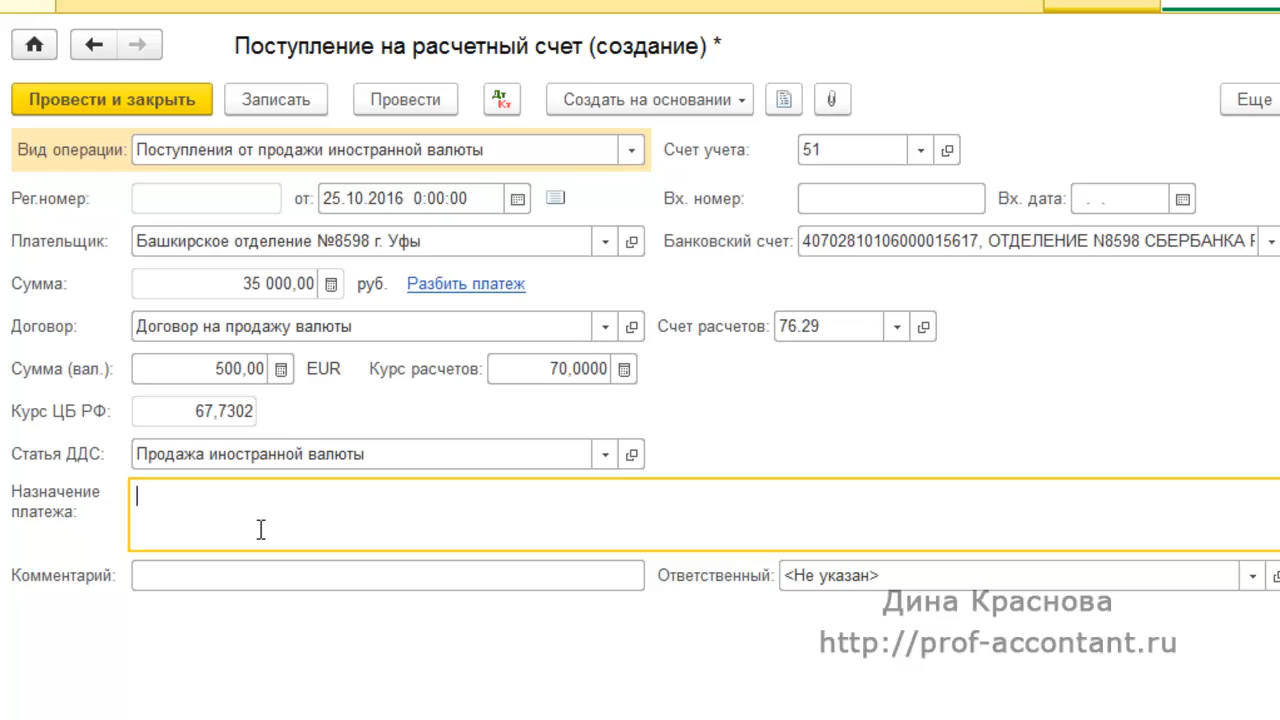 Поступление на расчетный счет (создание) *
Провести и закрыть Записать Провести Дт Кт Создать на основании Еще
Вид операции: Поступления от продажи иностранной валюты Счет учета: 51
Рег.номер: от: 25.10.2016 0:00:00 Вх. номер: Вх. дата: . .
Плательщик: Башкирское отделение №8598 г. Уфы Банковский счет: 40702810106000015617, ОТДЕЛЕНИЕ N8598 СБЕРБАНКА
Сумма: 35 000,00 руб. Разбить платеж
Договор: Договор на продажу валюты Счет расчетов: 76.29
Сумма (вал.): 500,00 EUR Курс расчетов: 70,0000
Курс ЦБ РФ: 67,7302
Статья ДДС: Продажа иностранной валюты
Назначение
платежа:
Комментарий: Ответственный: <Не указан>
Дина Краснова
http://prof-accontant.ru